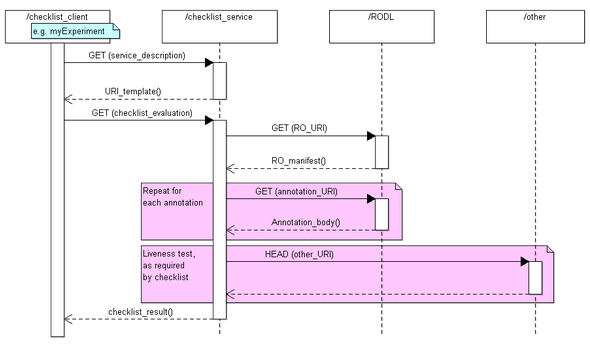 /checklist_client
/checklist_service
/RODL
/other
e.g. myExperiment
GET (service_description)
URI_template()
GET (checklist_evaluation)
GET (RO_URI)
RO_manifest()
Repeat for
each annotation
GET (annotation_URI)
Annotation_body()
Liveness test,
as required
by checklist
HEAD (other_URI)
checklist_result()